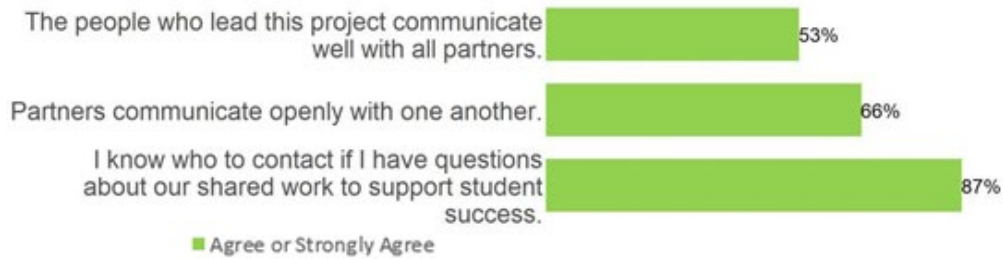 The people who lead this project communicate
well with all partners.
53%
Partners communicate openly with one another.
66%
I know who to contact if I have questions
about our shared work to support student
success.
87%
Agree or Strongly Agree